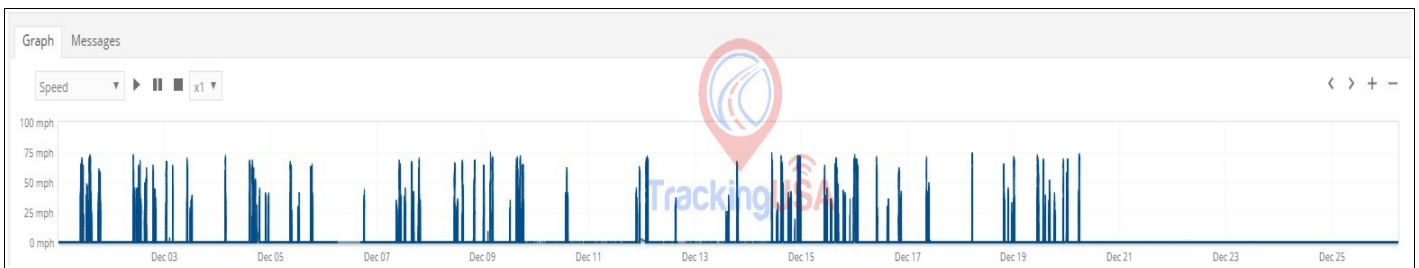 Graph Messages
Speed x1
100 mph
75 mph
50 mph
25 mph
0 mph
TrackingUSA
Dec 03 Dec 05 Dec 07 Dec 09 Dec 11 Dec 13 Dec 15 Dec 17 Dec 19 Dec 21 Dec 23 Dec 25